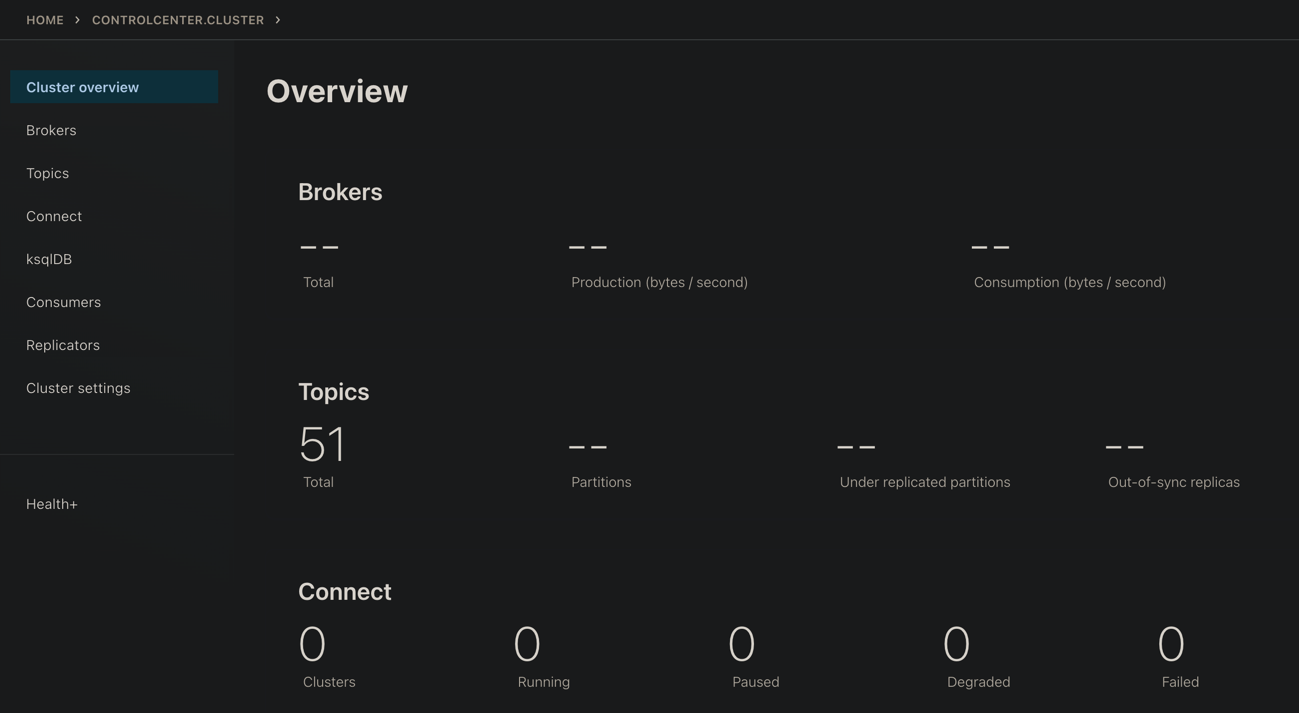 HOME > CONTROLCENTER.CLUSTER >
Cluster overview
Brokers
Topics
Connect
ksqlDB
Consumers
Replicators
Cluster settings
Health+
Overview
Brokers
-- -- --
Total Production (bytes / second) Consumption (bytes / second)
Topics
51 -- -- --
Total Partitions Under replicated partitions Out-of-sync replicas
Connect
0 0 0 0 0
Clusters Running Paused Degraded Failed